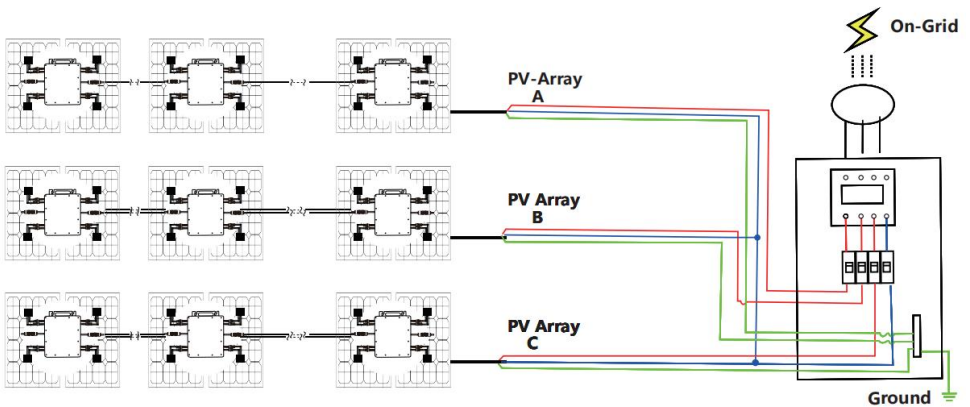 On-Grid
PV-Array
A
PV Array
B
PV Array
C
Ground